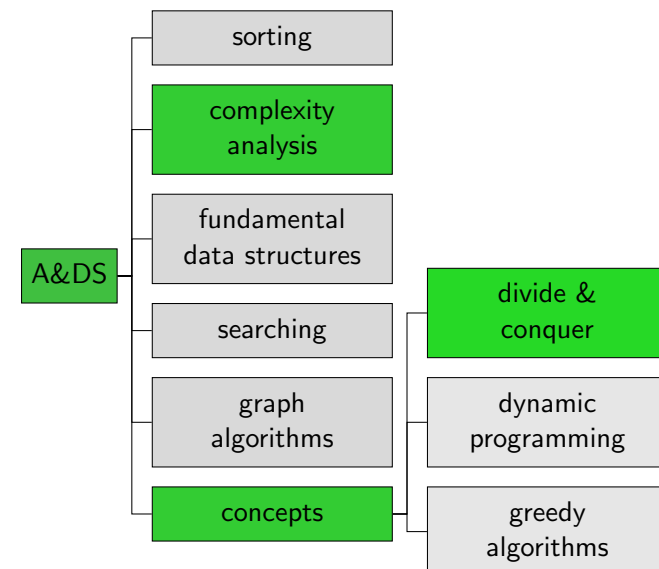 A&DS
sorting
complexity
analysis
fundamental
data structures
searching
graph
algorithms
concepts
divide &
conquer
dynamic
programming
greedy
algorithms